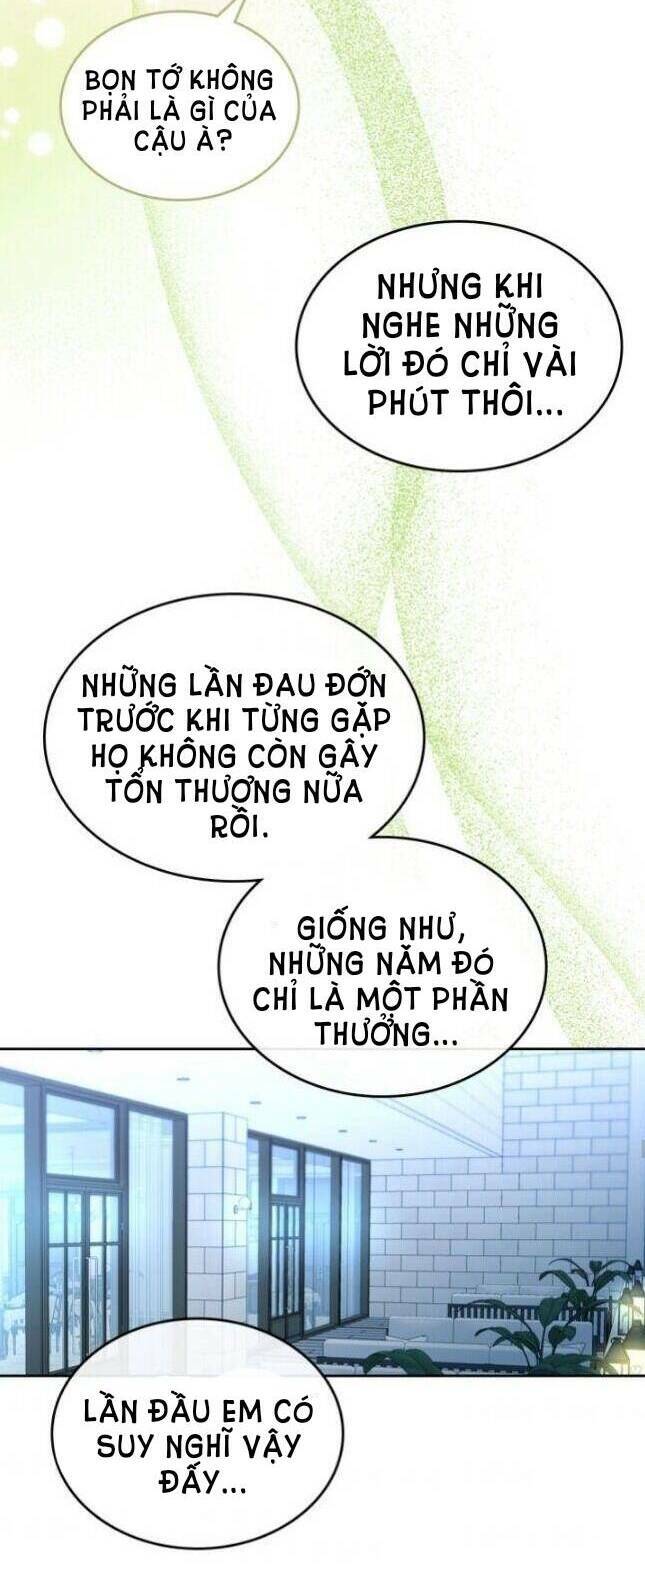 BỌN TỚ KHÔNG
PHẢI LÀ GÌ CỦA
CẬU À?
NHƯNG KHI
NGHE NHỮNG
LỜI ĐÓ CHỈ VÀI
PHÚT THÔI...
NHỮNG LẦN ĐAU ĐỚN
TRƯỚC KHI TỪNG GẶP
HỌ KHÔNG CÒN GÂY
TỔN THƯƠNG NỮA
RỒI.
GIỐNG NHƯ,
NHỮNG NĂM ĐÓ
CHỈ LÀ MỘT PHẦN
THƯỞNG...
LẦN ĐẦU EM CÓ
SUY NGHĨ VẬY
ĐẤY...